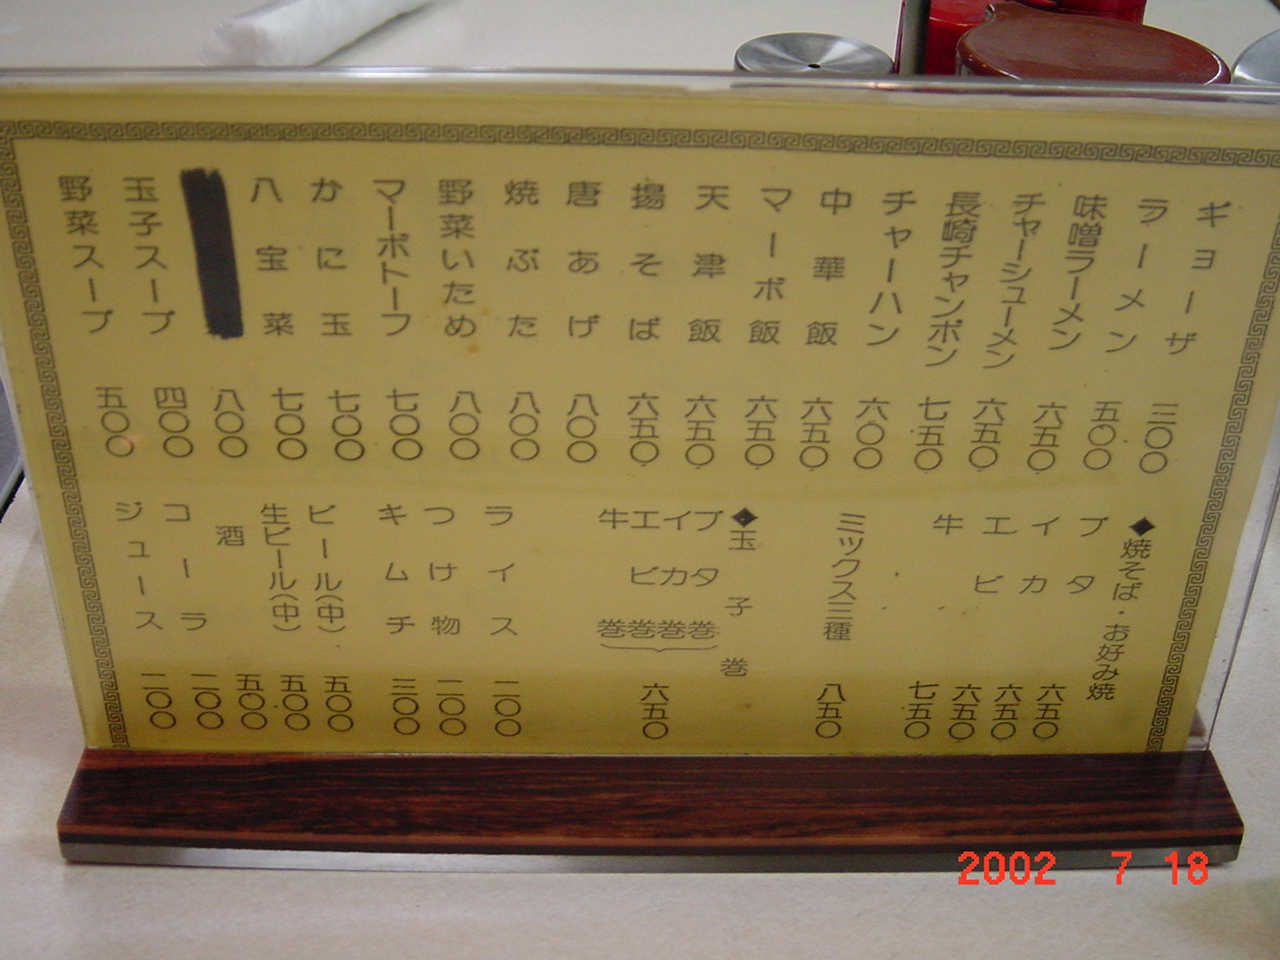 ギョーザ 三〇〇
ラーメン 五〇〇
味噌ラーメン 六五〇
チャーシューメン 六五〇
長崎チャンポン 七五〇
チャーハン 六〇〇
中華飯 六五〇
マーボ飯 六五〇
天津飯 六五〇
揚そば 六五〇
唐あげ 八〇〇
焼ぶた 八〇〇
野菜いため 八〇〇
マーボトーフ 七〇〇
かに玉 七〇〇
八宝菜 七〇〇
八〇〇
玉子スープ 四〇〇
野菜スープ 五〇〇
◆焼そば・お好み焼
ブタ 六五〇
イカ 六五〇
エビ 六五〇
牛 七五〇
ミックス三種 八五〇
◆玉子巻
ブタ巻
イカ巻
エビ巻
牛巻
六五〇
ライス 二〇〇
つけ物 二〇〇
キムチ 三〇〇
ビール(中) 五〇〇
生ビール(中) 五〇〇
酒 五〇〇
コーラ 二〇〇
ジュース 二〇〇
2002 7 18